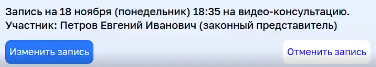 Запись на 18 ноября (понедельник) 18:35 на видео-консультацию.
Участник: Петров Евгений Иванович (законный представитель)
Изменить запись
Отменить запись